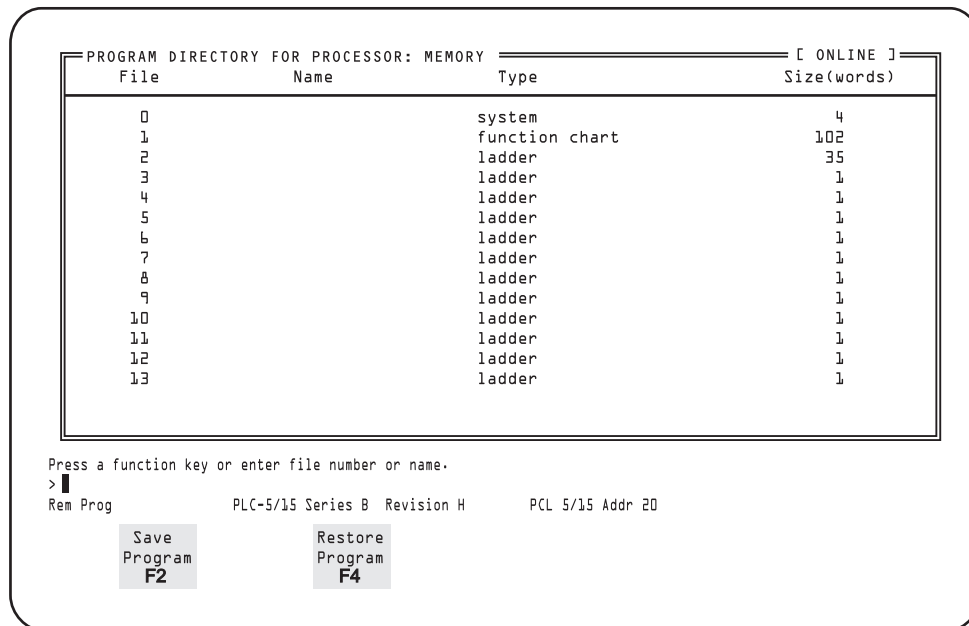 PROGRAM DIRECTORY FOR PROCESSOR: MEMORY [ ONLINE ]
File Name Type Size(words)
0 system 4
1 function chart 102
2 ladder 35
3 ladder 1
4 ladder 1
5 ladder 1
6 ladder 1
7 ladder 1
8 ladder 1
9 ladder 1
10 ladder 1
11 ladder 1
12 ladder 1
13 ladder 1
Press a function key or enter file number or name.
>
Rem Prog PLC-5/15 Series B Revision H PCL 5/15 Addr 20
Save Program F2
Restore Program F4